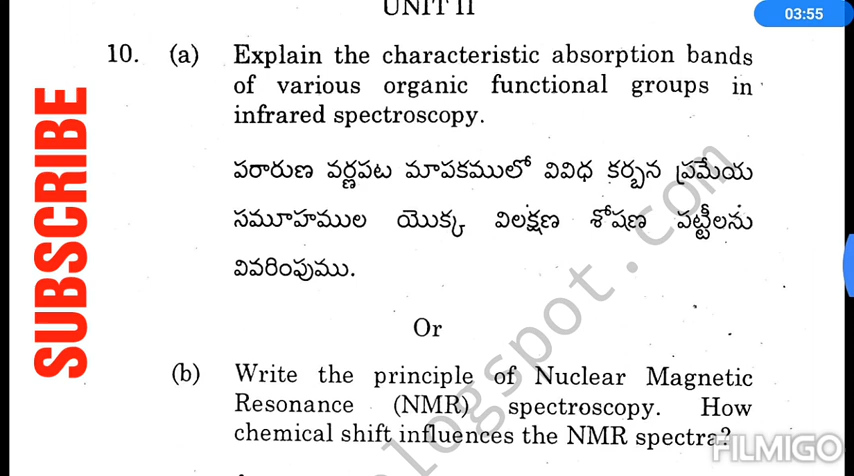 UNIT II
03:55
10. (a) Explain the characteristic absorption bands
of various organic functional groups in
infrared spectroscopy.
పరారుణ వర్ణపట మాపకములో వివిధ కర్బన ప్రమేయ
సమూహముల యొక్క విలక్షణ శోషణ పట్టీలను
వివరింపుము.
Or
(b) Write the principle of Nuclear Magnetic
Resonance (NMR) spectroscopy. How
chemical shift influences the NMR spectra?
SUBSCRIBE
logspot.com
FILMIGO